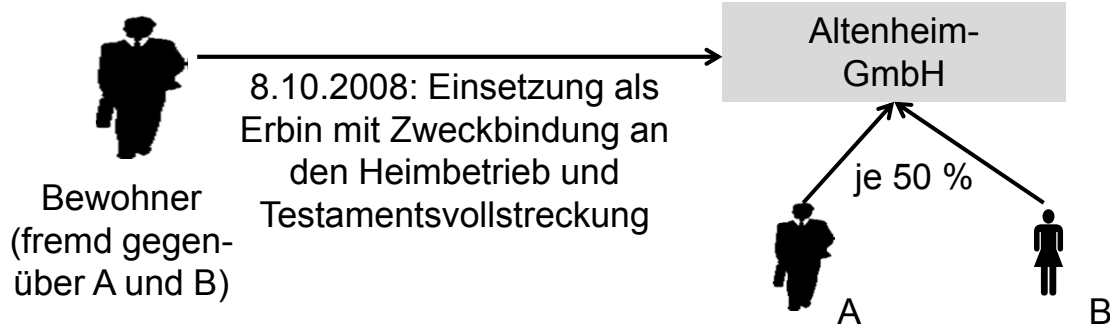 Altenheim-
GmbH
8.10.2008: Einsetzung als
Erbin mit Zweckbindung an
den Heimbetrieb und
Testamentsvollstreckung
Bewohner
(fremd gegen-
über A und B)
je 50 %
A
B